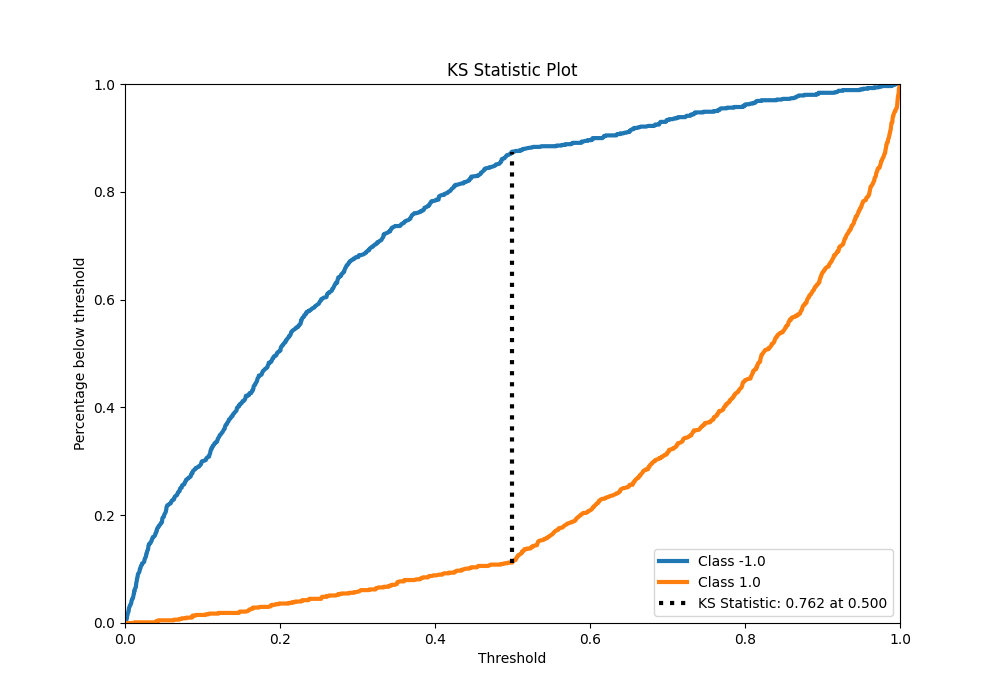 KS Statistic Plot
Percentage below threshold
1.0
0.8
0.6
0.4
0.2
0.0
0.0 0.2 0.4 0.6 0.8 1.0
Threshold
Class -1.0
Class 1.0
KS Statistic: 0.762 at 0.500